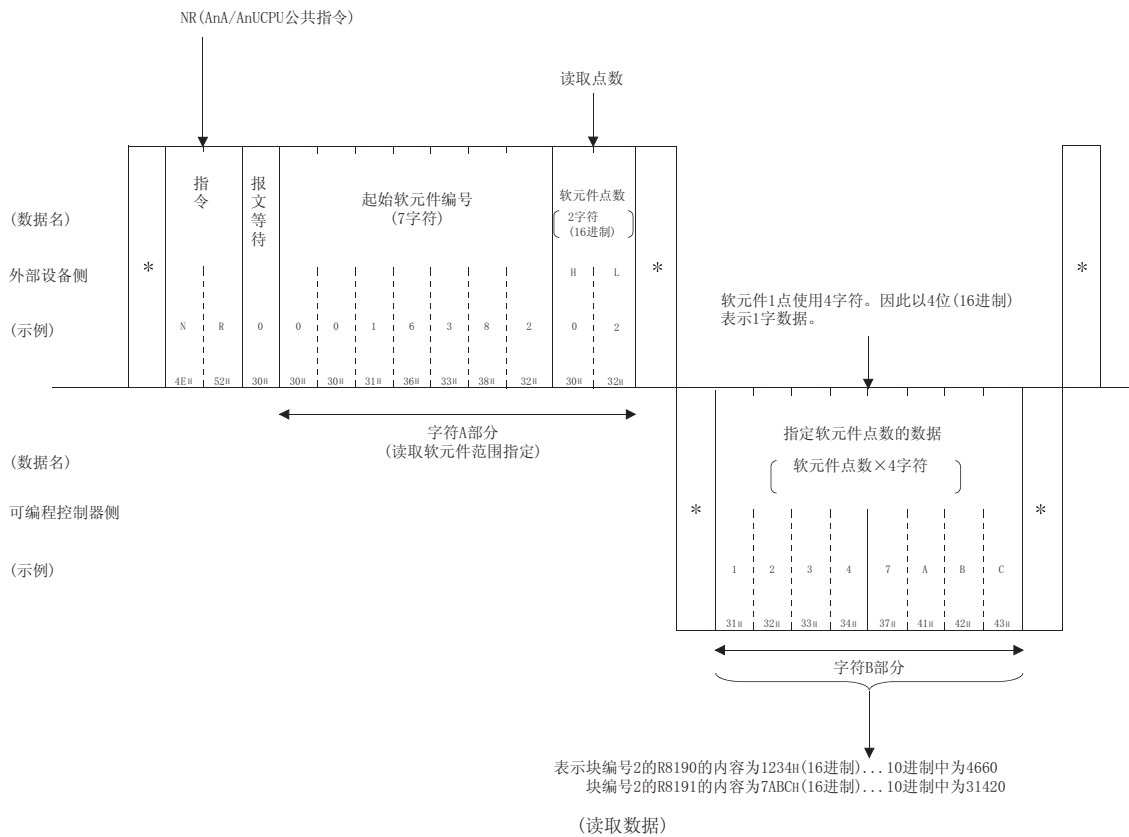 NR(AnA/AnUCPU公共指令)
读取点数
(数据名)
外部设备侧
(示例)
*
指令
报文等待
起始软元件编号
(7字符)
软元件点数
2字符
(16进制)
*
*
H L
N R 0 0 0 1 6 3 8 2 0 2
4EH 52H 30H 30H 30H 31H 36H 33H 38H 32H 30H 32H
软元件1点使用4字符。因此以4位(16进制)
表示1字数据。
字符A部分
(读取软元件范围指定)
(数据名)
可编程控制器侧
(示例)
指定软元件点数的数据
软元件点数×4字符
*
*
1 2 3 4 7 A B C
31H 32H 33H 34H 37H 41H 42H 43H
字符B部分
表示块编号2的R8190的内容为1234H(16进制)...10进制中为4660
块编号2的R8191的内容为7ABCH(16进制)...10进制中为31420
(读取数据)